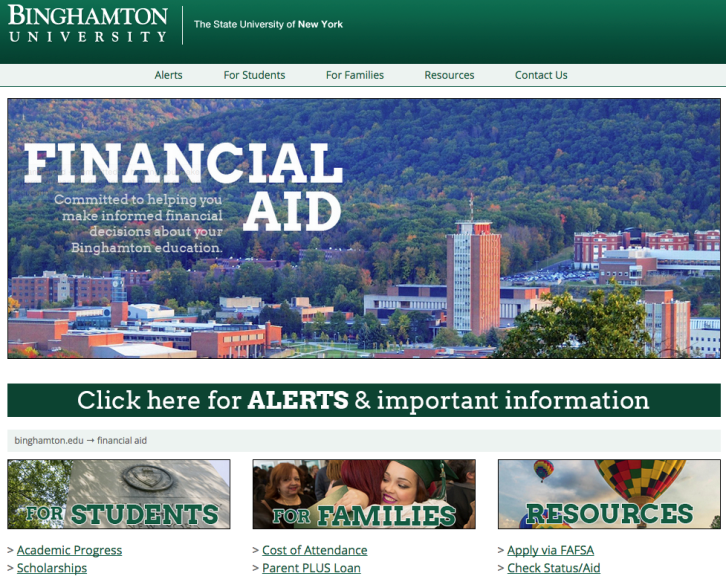 BINGHAMTON
UNIVERSITY
The State University of New York
Alerts For Students For Families Resources Contact Us
FINANCIAL
AID
Committed to helping you
make informed financial
decisions about your
Binghamton education.
Click here for ALERTS & important information
binghamton.edu → financial aid
FOR STUDENTS
FOR FAMILIES
RESOURCES
> Academic Progress
> Scholarships
> Cost of Attendance
> Parent PLUS Loan
> Apply via FAFSA
> Check Status/Aid